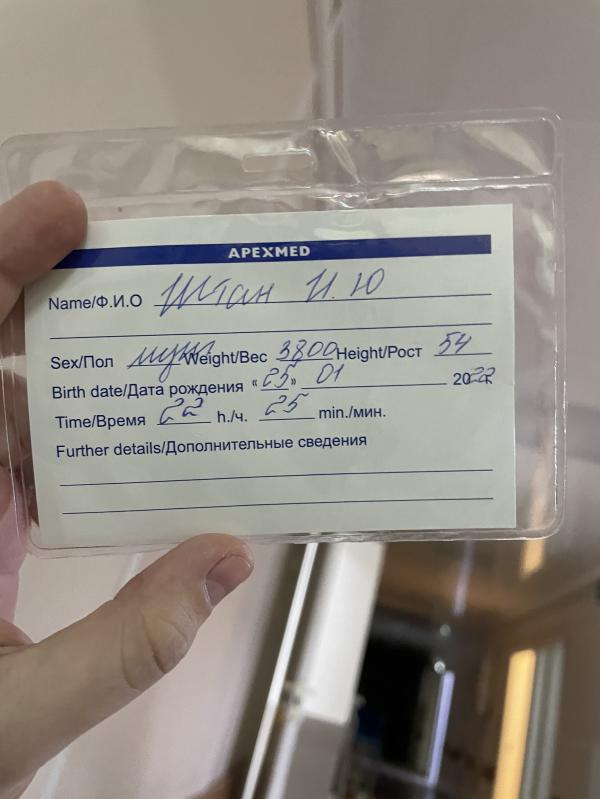 APEXMED
Name/Ф.И.О Штан И.Ю
Sex/Пол муж Weight/Вес 3800 Height/Рост 54
Birth date/Дата рождения «25» 01 2022г.
Time/Время 22 h./ч. 25 min./мин.
Further details/Дополнительные сведения